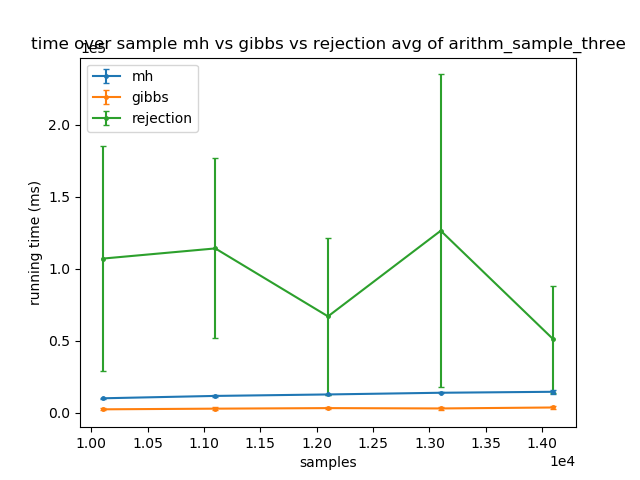 time over sample mh vs gibbs vs rejection avg of arithm_sample_three
1e5
mh
gibbs
rejection
2.0
1.5
1.0
0.5
0.0
running time (ms)
1.00 1.05 1.10 1.15 1.20 1.25 1.30 1.35 1.40
samples
1e4